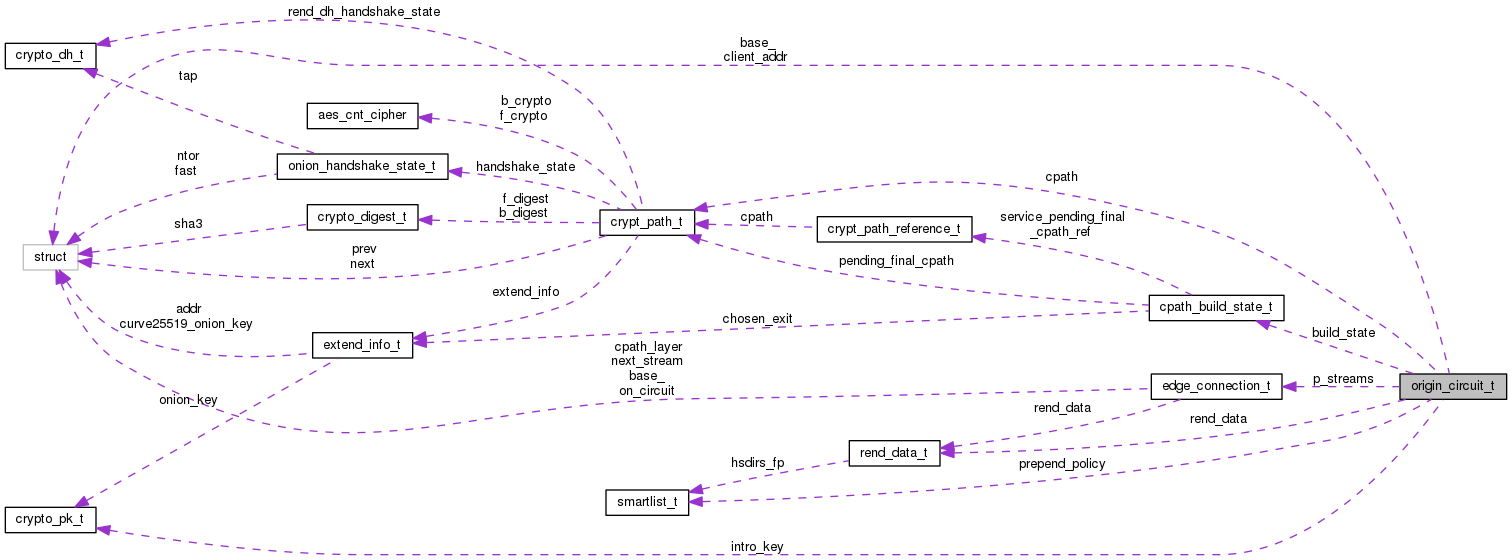 rend_dh_handshake_state
base_
client_addr
crypto_dh_t
tap
b_crypto
f_crypto
aes_cnt_cipher
ntor
fast
onion_handshake_state_t
handshake_state
cpath
f_digest
b_digest
crypto_digest_t
sha3
crypt_path_t
cpath
crypt_path_reference_t
service_pending_final
_cpath_ref
struct
prev
next
pending_final_cpath
extend_info
addr
curve25519_onion_key
cpath_build_state_t
chosen_exit
build_state
extend_info_t
cpath_layer
next_stream
base_
on_circuit
edge_connection_t
p_streams
origin_circuit_t
onion_key
rend_data
rend_data
rend_data_t
hsdirs_fp
prepend_policy
smartlist_t
crypto_pk_t
intro_key